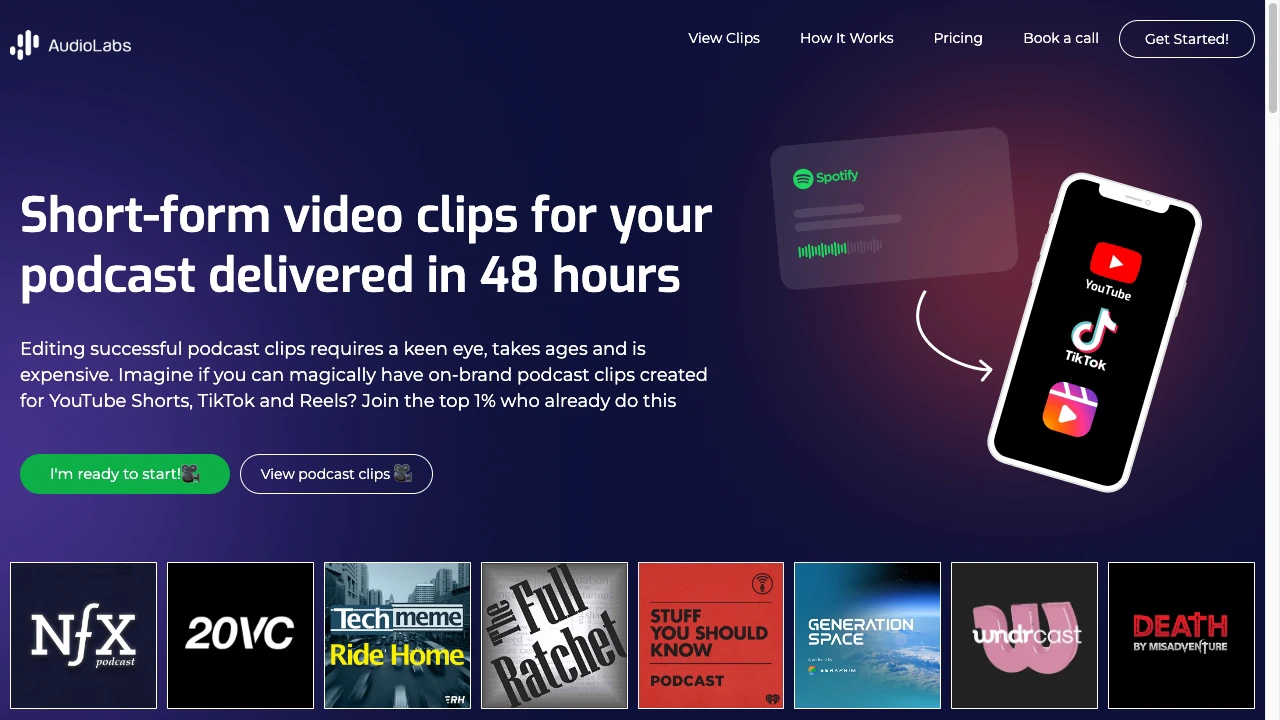 AudioLabs
View Clips
How It Works
Pricing
Book a call
Get Started!
Short-form video clips for your
podcast delivered in 48 hours
Editing successful podcast clips requires a keen eye, takes ages and is
expensive. Imagine if you can magically have on-brand podcast clips created
for YouTube Shorts, TikTok and Reels? Join the top 1% who already do this
I'm ready to start!🎥
View podcast clips 🎥
Spotify
YouTube
TikTok
NfX
podcast
20VC
Techmeme
Ride Home
RH
The
Full
Ratchet
STUFF
YOU SHOULD
KNOW
PODCAST
GENERATION
SPACE
A podcast by
SERAPHIM
wndrcast
DEATH
BY MISADVENTURE